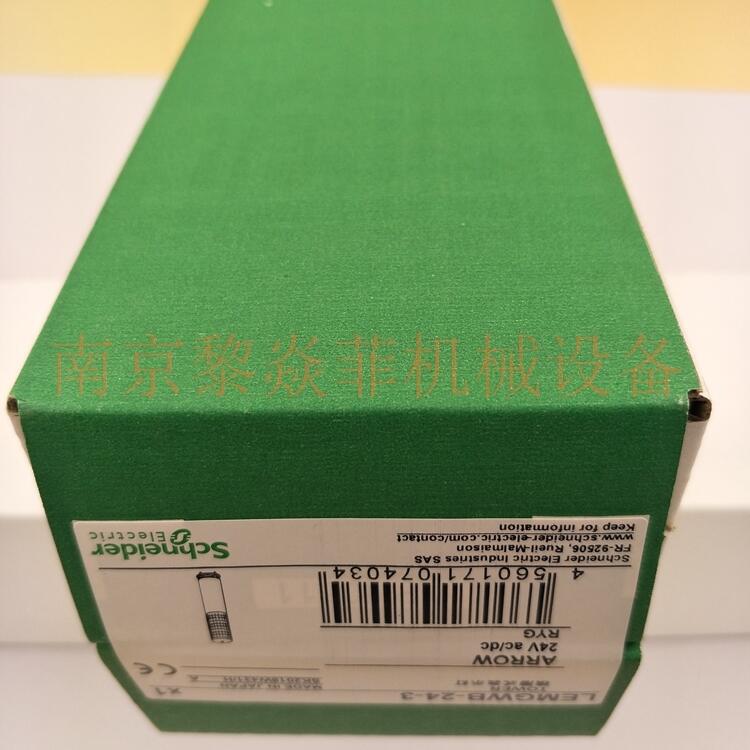 南京黎焱菲机械设备
LEMGWB-24-3
TOWER
ARROW
24V ac/dc
RYG
MADE IN JAPAN
x1
CE
4 560171 074034
Schneider Electric Industries SAS
FR-92506, Rueil-Malmaison
www.schneider-electric.com/contact
Keep for information
Schneider
Electric